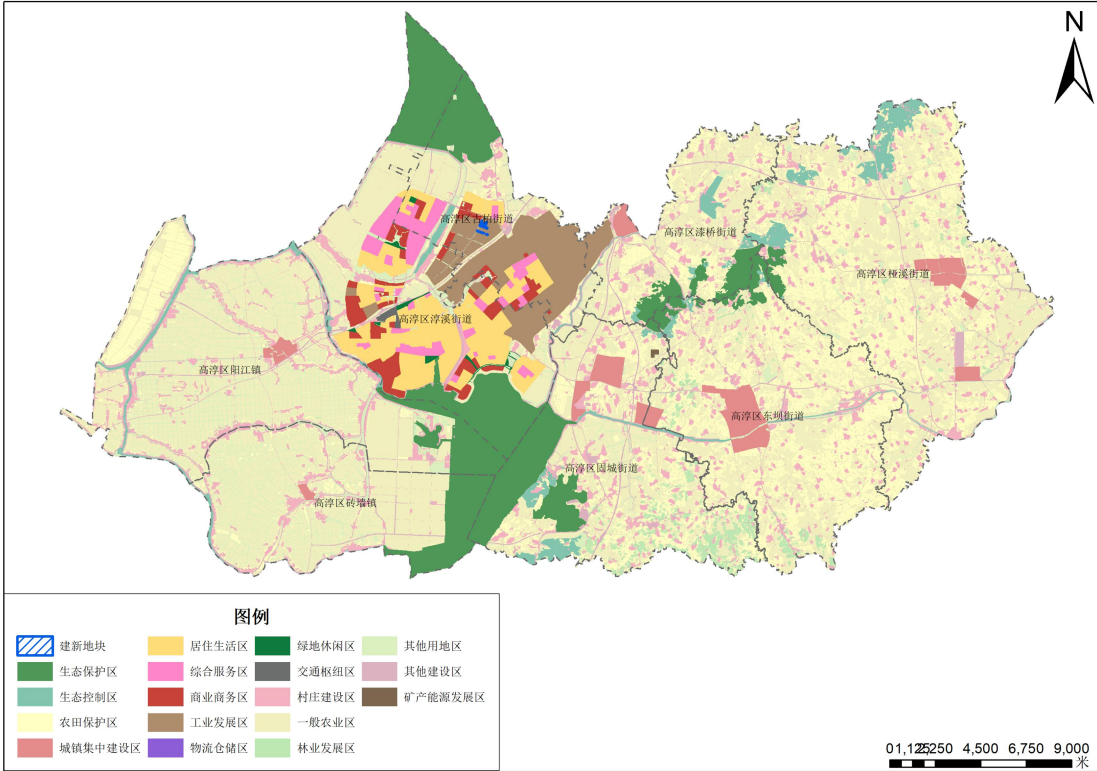 N
高淳区古柏街道
高淳区漆桥街道
高淳区桠溪街道
高淳区淳溪街道
高淳区阳江镇
高淳区东坝街道
高淳区固城街道
高淳区砖墙镇
图例
建新地块 居住生活区 绿地休闲区 其他用地区
生态保护区 综合服务区 交通枢纽区 其他建设区
生态控制区 商业商务区 村庄建设区 矿产能源发展区
农田保护区 工业发展区 一般农业区
城镇集中建设区 物流仓储区 林业发展区
0 1,125 2,250 4,500 6,750 9,000
米